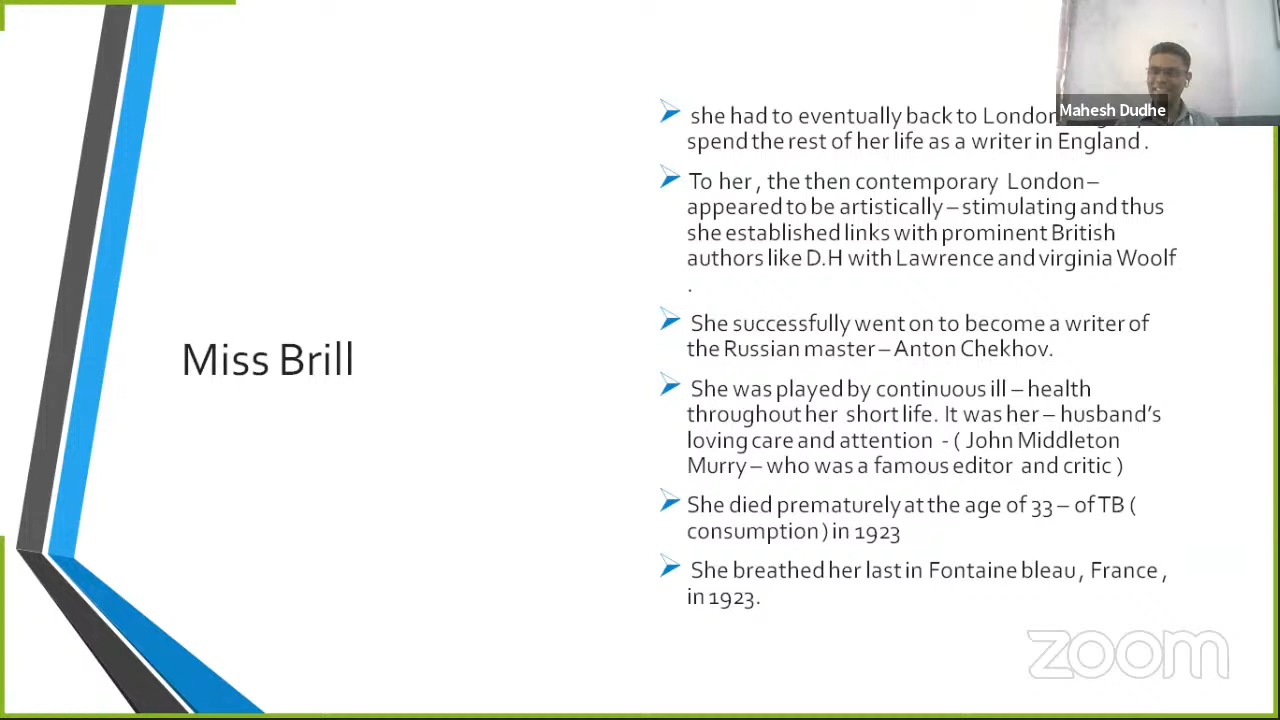 Mahesh Dudhe
she had to eventually back to London
spend the rest of her life as a writer in England .
To her , the then contemporary London –
appeared to be artistically – stimulating and thus
she established links with prominent British
authors like D.H with Lawrence and virginia Woolf
.
She successfully went on to become a writer of
the Russian master – Anton Chekhov.
Miss Brill
She was played by continuous ill – health
throughout her short life. It was her – husband's
loving care and attention - ( John Middleton
Murry – who was a famous editor and critic )
She died prematurely at the age of 33 – of TB (
consumption ) in 1923
She breathed her last in Fontaine bleau , France ,
in 1923.
zoom